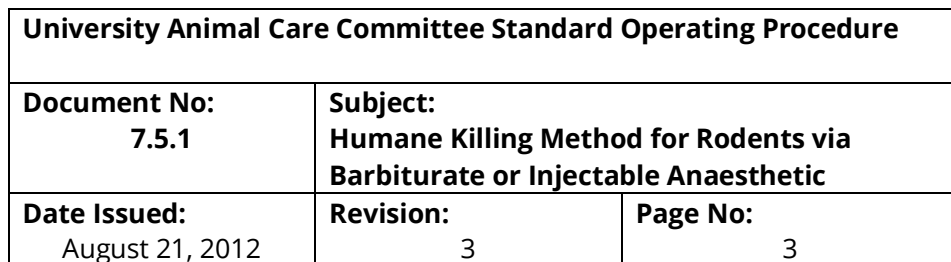 University Animal Care Committee Standard Operating Procedure
Document No:
7.5.1
Subject:
Humane Killing Method for Rodents via
Barbiturate or Injectable Anaesthetic
Date Issued:
August 21, 2012
Revision:
3
Page No:
3